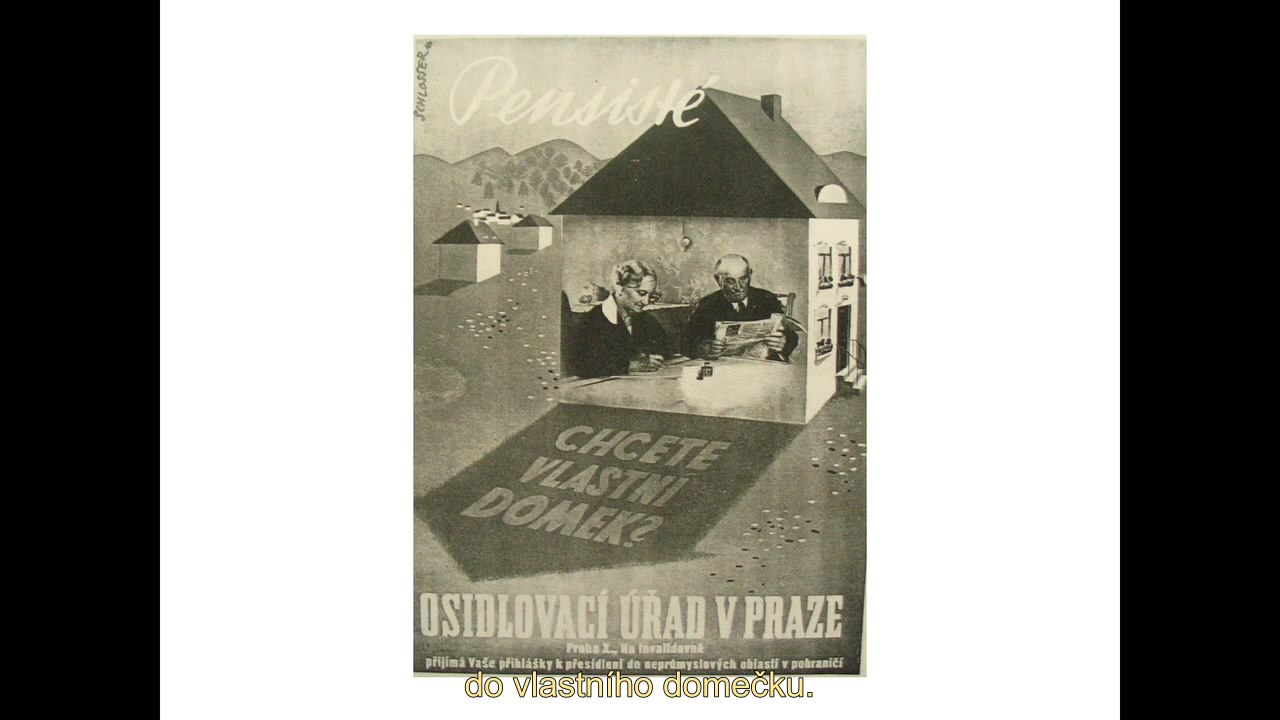 SCHLOSSER
Pensisté
CHCETE
VLASTNÍ
DOMEK?
OSIDLOVACÍ ÚŘAD V PRAZE
Praha X., Na Invalidovně
přijímá Vaše přihlášky k přesídlení do neprůmyslových oblastí v pohraničí
do vlastního domečku.